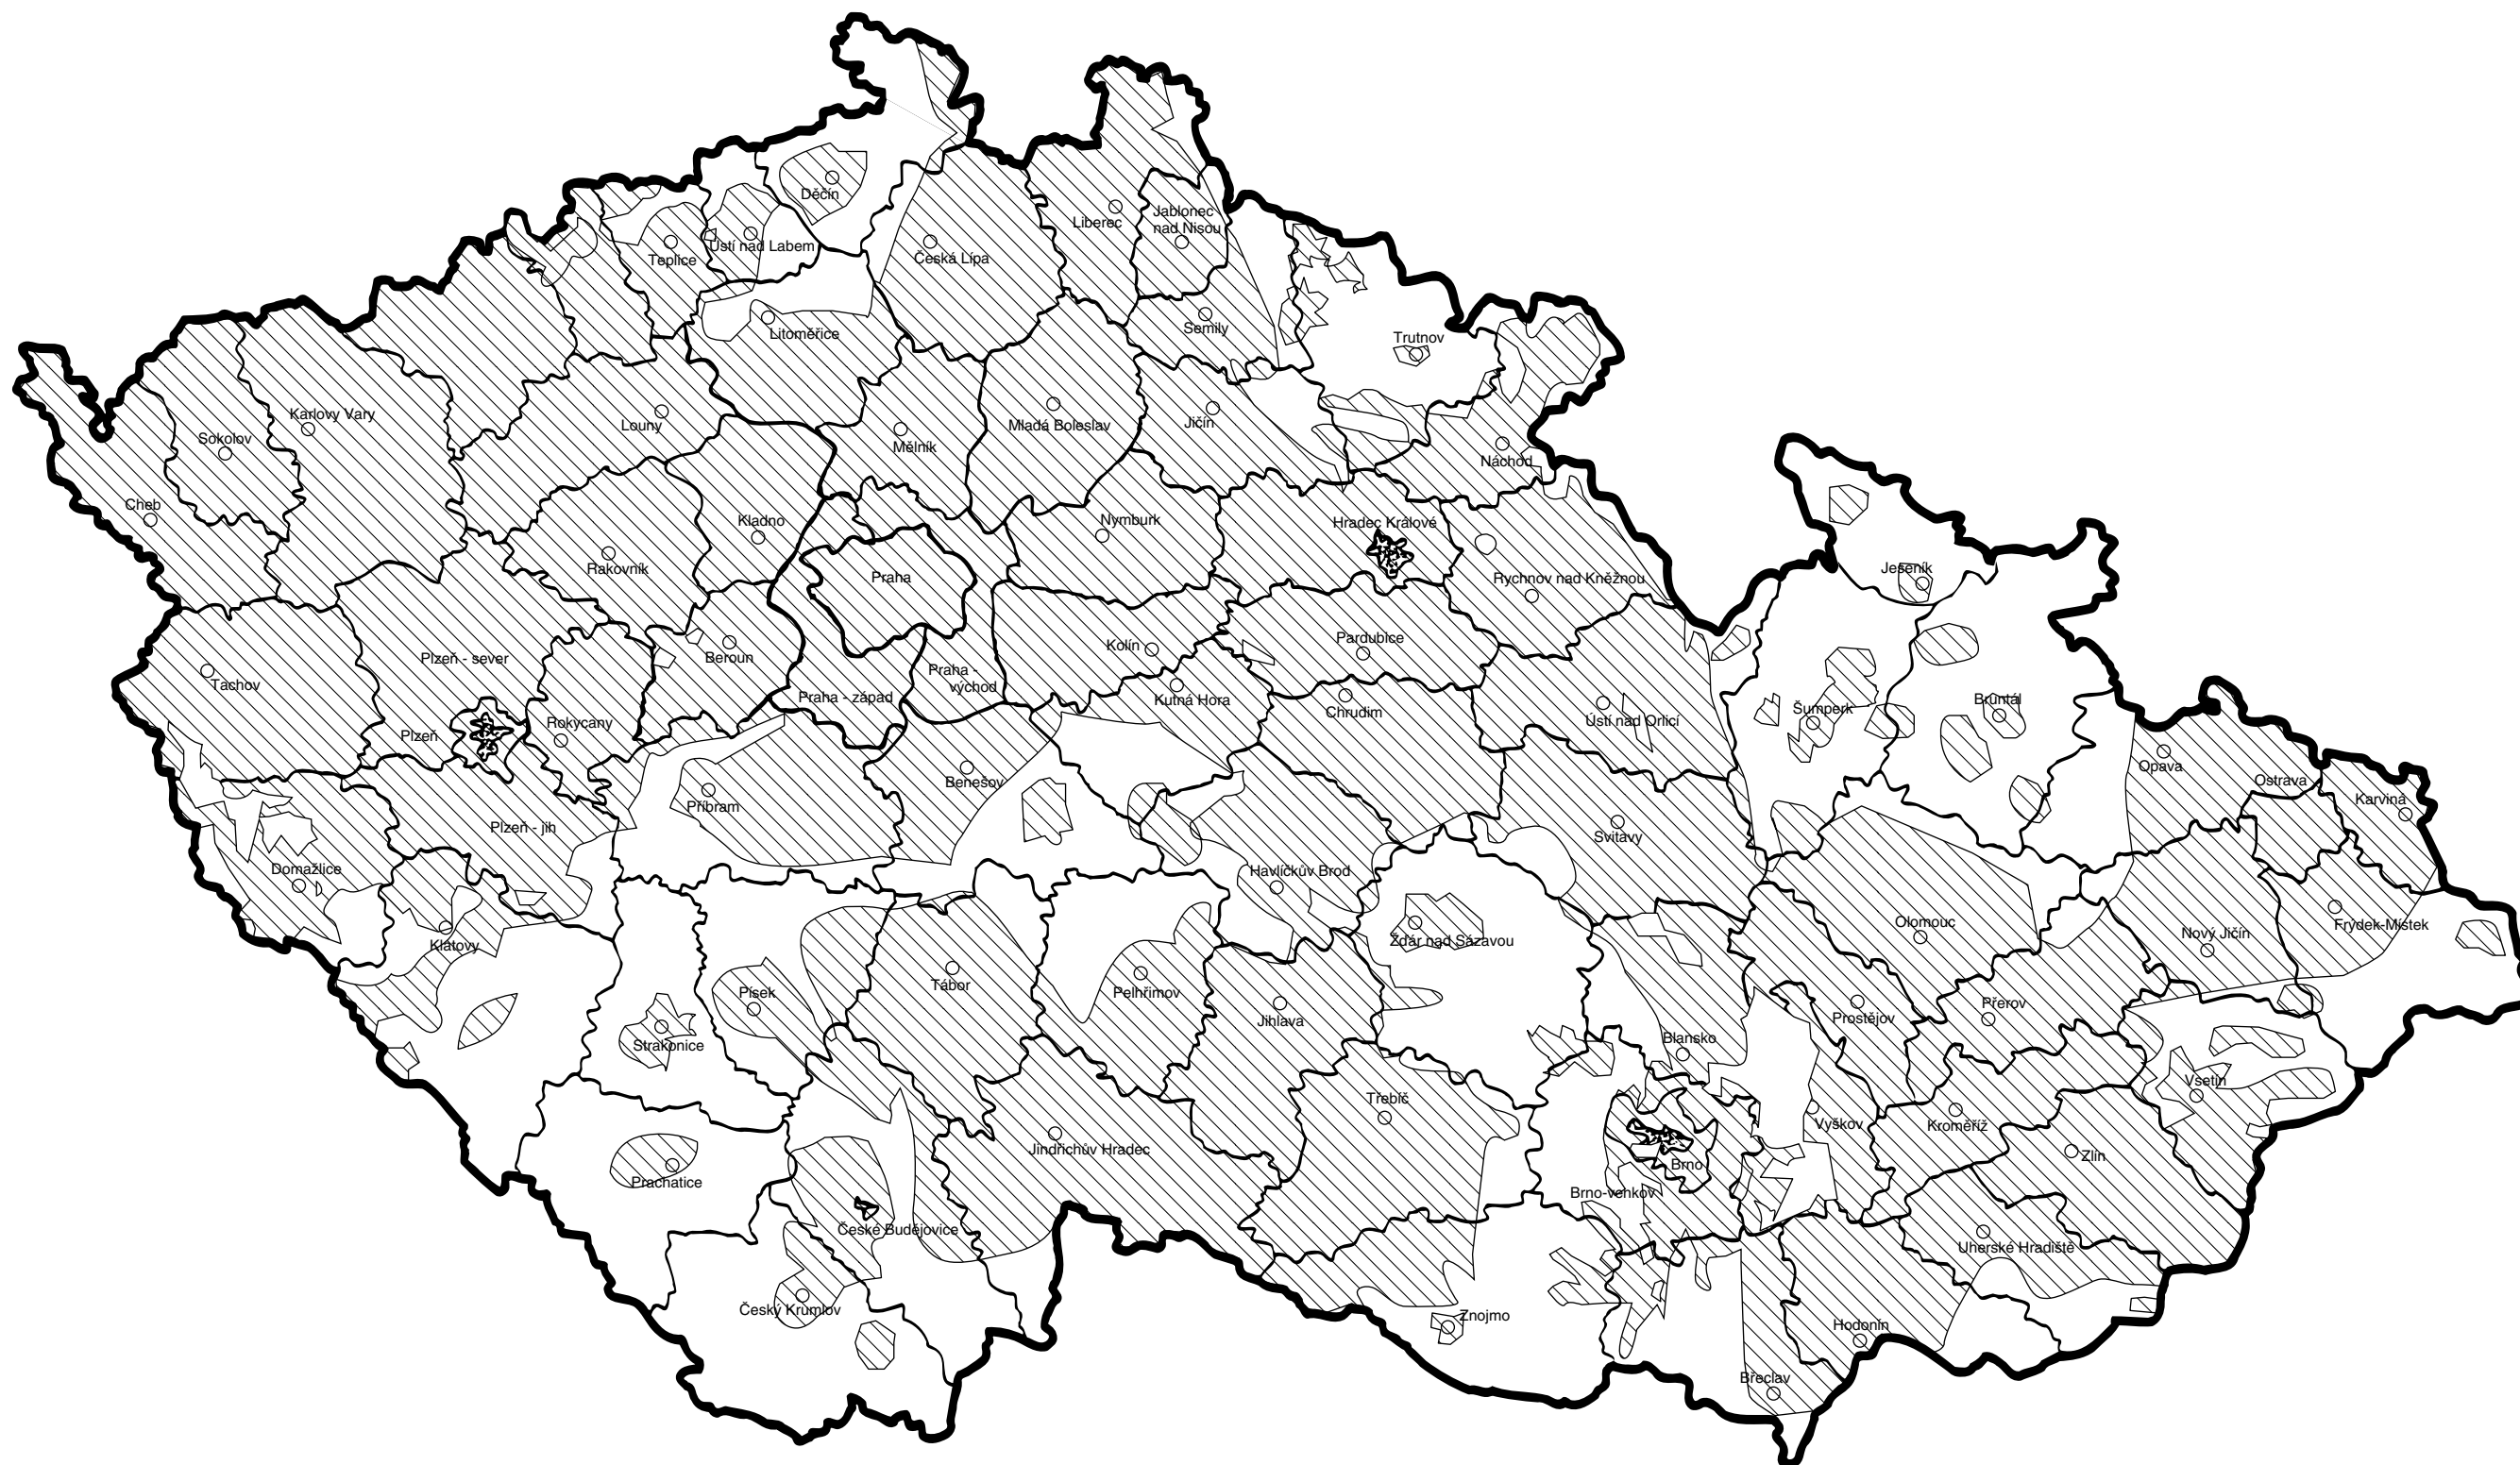 Děčín
Jablonec
nad Nisou
Liberec
Ústí nad Labem
Teplice
Česká Lípa
Semily
Litoměřice
Trutnov
Karlovy Vary
Louny
Mladá Boleslav
Jičín
Sokolov
Mělník
Náchod
Cheb
Kladno
Nymburk
Hradec Králové
Rakovník
Praha
Jeseník
Rychnov nad Kněžnou
Plzeň - sever
Beroun
Kolín
Pardubice
Praha -
východ
Tachov
Praha - západ
Kutná Hora
Chrudim
Ústí nad Orlicí
Šumperk
Bruntál
Rokycany
Plzeň
Opava
Ostrava
Benešov
Karviná
Příbram
Plzeň - jih
Svitavy
Domažlice
Havlíčkův Brod
Olomouc
Frýdek-Místek
Nový Jičín
Klatovy
Žďár nad Sázavou
Tábor
Písek
Pelhřimov
Přerov
Jihlava
Prostějov
Strakonice
Blansko
Vsetín
Třebíč
Vyškov
Kroměříž
Jindřichův Hradec
Zlín
Brno
Prachatice
Brno-venkov
České Budějovice
Uherské Hradiště
Český Krumlov
Znojmo
Hodonín
Břeclav